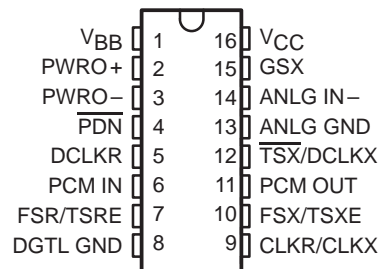 V_BB 1 16 V_CC
PWRO+ 2 15 GSX
PWRO– 3 14 ANLG IN–
P̅D̅N̅ 4 13 ANLG GND
DCLKR 5 12 T̅S̅X̅/DCLKX
PCM IN 6 11 PCM OUT
FSR/TSRE 7 10 FSX/TSXE
DGTL GND 8 9 CLKR/CLKX